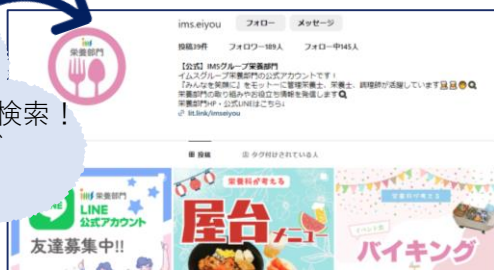 ims.eiyou フォロー メッセージ
投稿39件 フォロワー189人 フォロー中145人
【公式】IMSグループ栄養部門
イムスグループ栄養部門の公式アカウントです!
『みんなを笑顔に』をモットーに管理栄養士、栄養士、調理師が活躍しています
栄養部門の取り組みやお役立ち情報を発信します
栄養部門HP・公式LINEはこちら↓
lit.link/imseiyou
検索!
栄養部門
投稿 タグ付けされている人
ims 栄養部門
LINE
公式アカウント
友達募集中!!
栄養科が考える
屋台メニュー
栄養科が考える
イベント食
バイキング